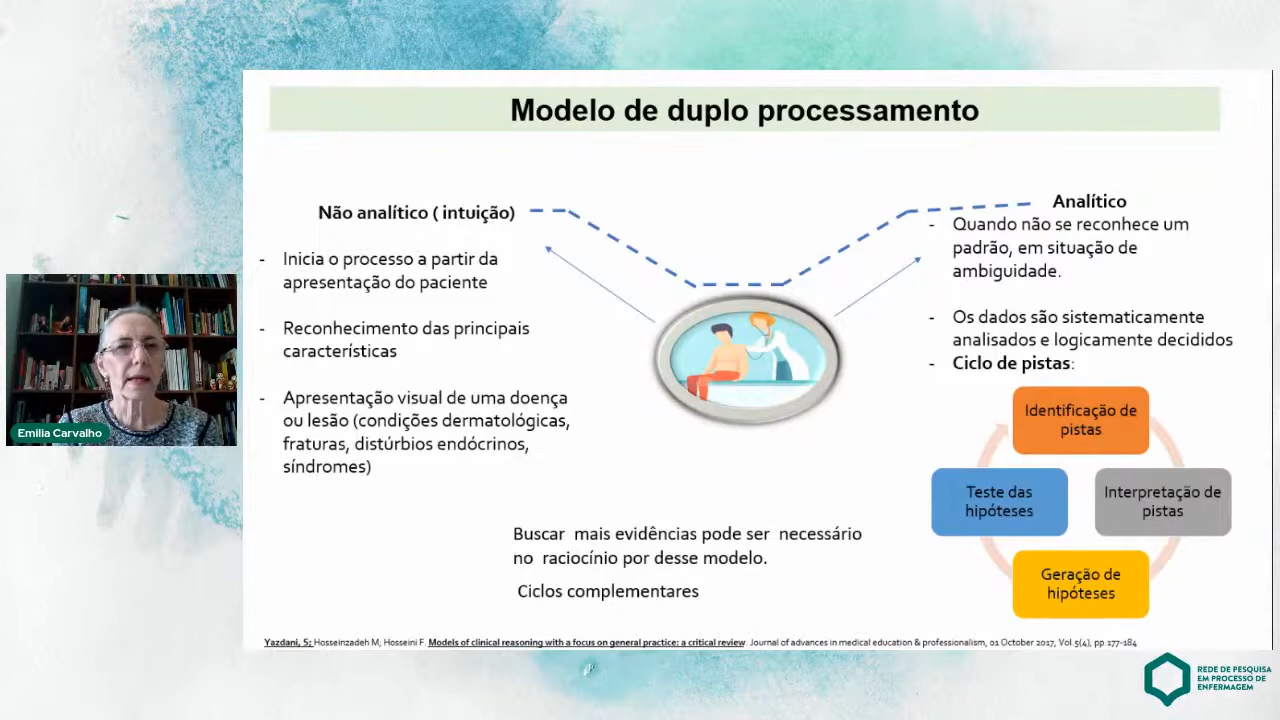 Modelo de duplo processamento
Não analítico ( intuição)
- Inicia o processo a partir da
apresentação do paciente
- Reconhecimento das principais
características
- Apresentação visual de uma doença
ou lesão (condições dermatológicas,
fraturas, distúrbios endócrinos,
síndromes)
Analítico
- Quando não se reconhece um
padrão, em situação de
ambiguidade.
- Os dados são sistematicamente
analisados e logicamente decididos
- Ciclo de pistas:
Identificação de
pistas
Teste das
hipóteses
Interpretação de
pistas
Geração de
hipóteses
Buscar mais evidências pode ser necessário
no raciocínio por desse modelo.
Ciclos complementares
Yazdani, S; Hosseinzadeh M; Hosseini F. Models of clinical reasoning with a focus on general practice: a critical review. Journal of advances in medical education & professionalism, 01 October 2017, Vol.5(4), pp 177-184
Emilia Carvalho
REDE DE PESQUISA
EM PROCESSO DE
ENFERMAGEM